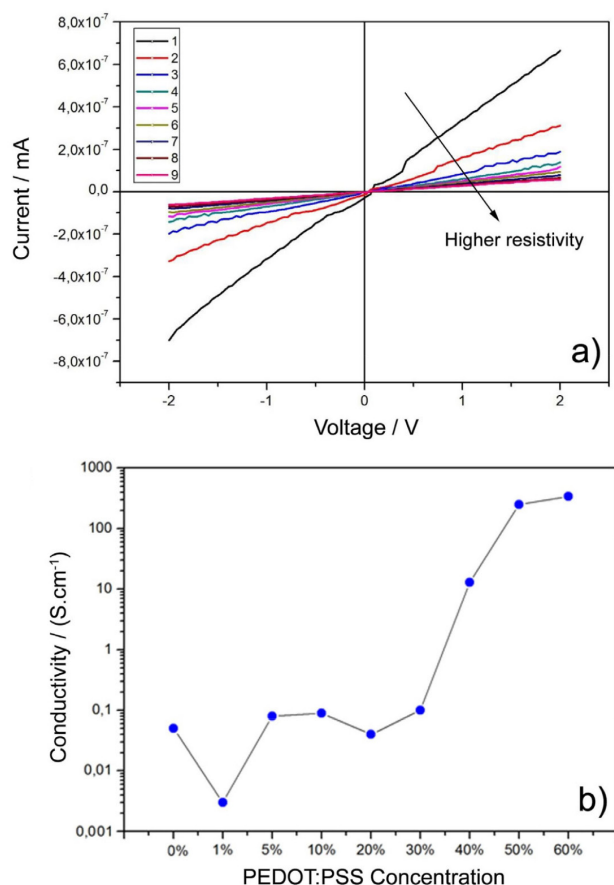 8,0x10⁻⁷
6,0x10⁻⁷
4,0x10⁻⁷
2,0x10⁻⁷
0,0
-2,0x10⁻⁷
-4,0x10⁻⁷
-6,0x10⁻⁷
-8,0x10⁻⁷
Current / mA
1
2
3
4
5
6
7
8
9
Higher resistivity
a)
-2 -1 0 1 2
Voltage / V
1000
100
10
1
0,1
0,01
0,001
Conductivity / (S.cm⁻¹)
b)
0% 1% 5% 10% 20% 30% 40% 50% 60%
PEDOT:PSS Concentration